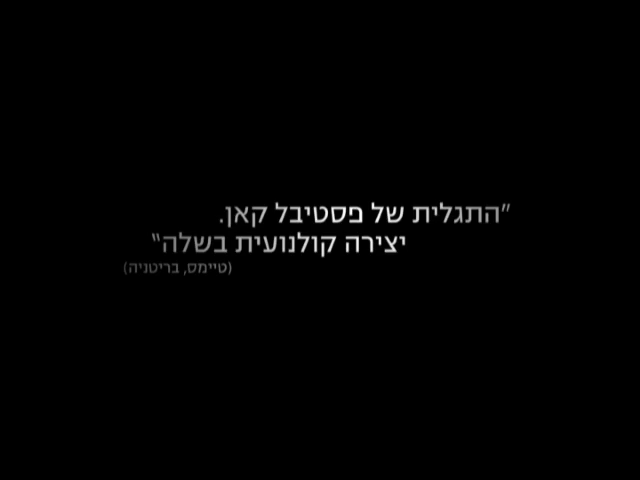 "התגלית של פסטיבל קאן.
יצירה קולנועית בשלה"
(טיימס, בריטניה)